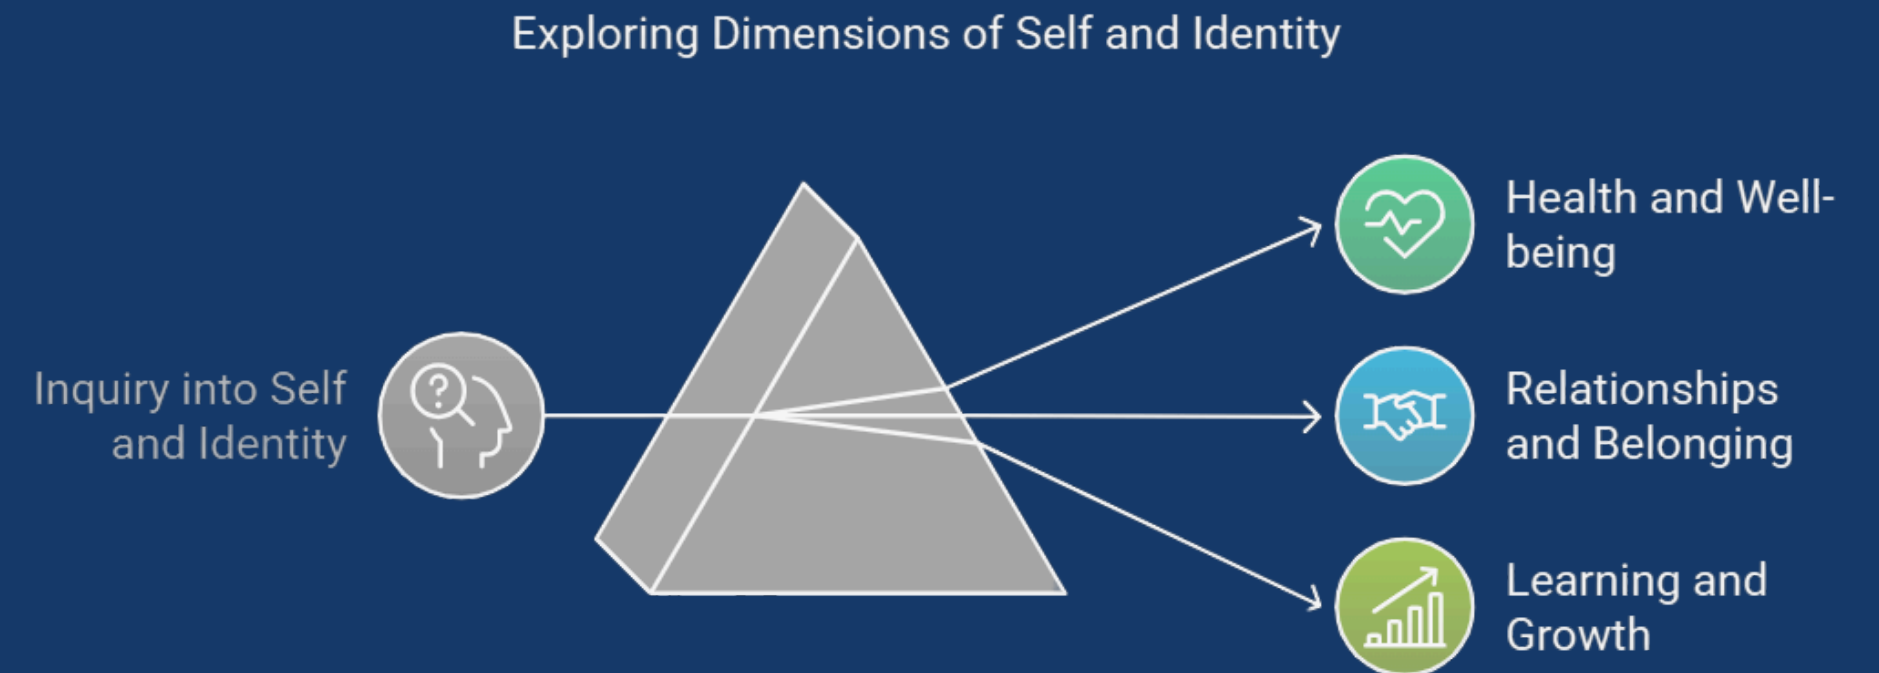 Exploring Dimensions of Self and Identity
Inquiry into Self
and Identity
?
Health and Well-
being
Relationships
and Belonging
Learning and
Growth